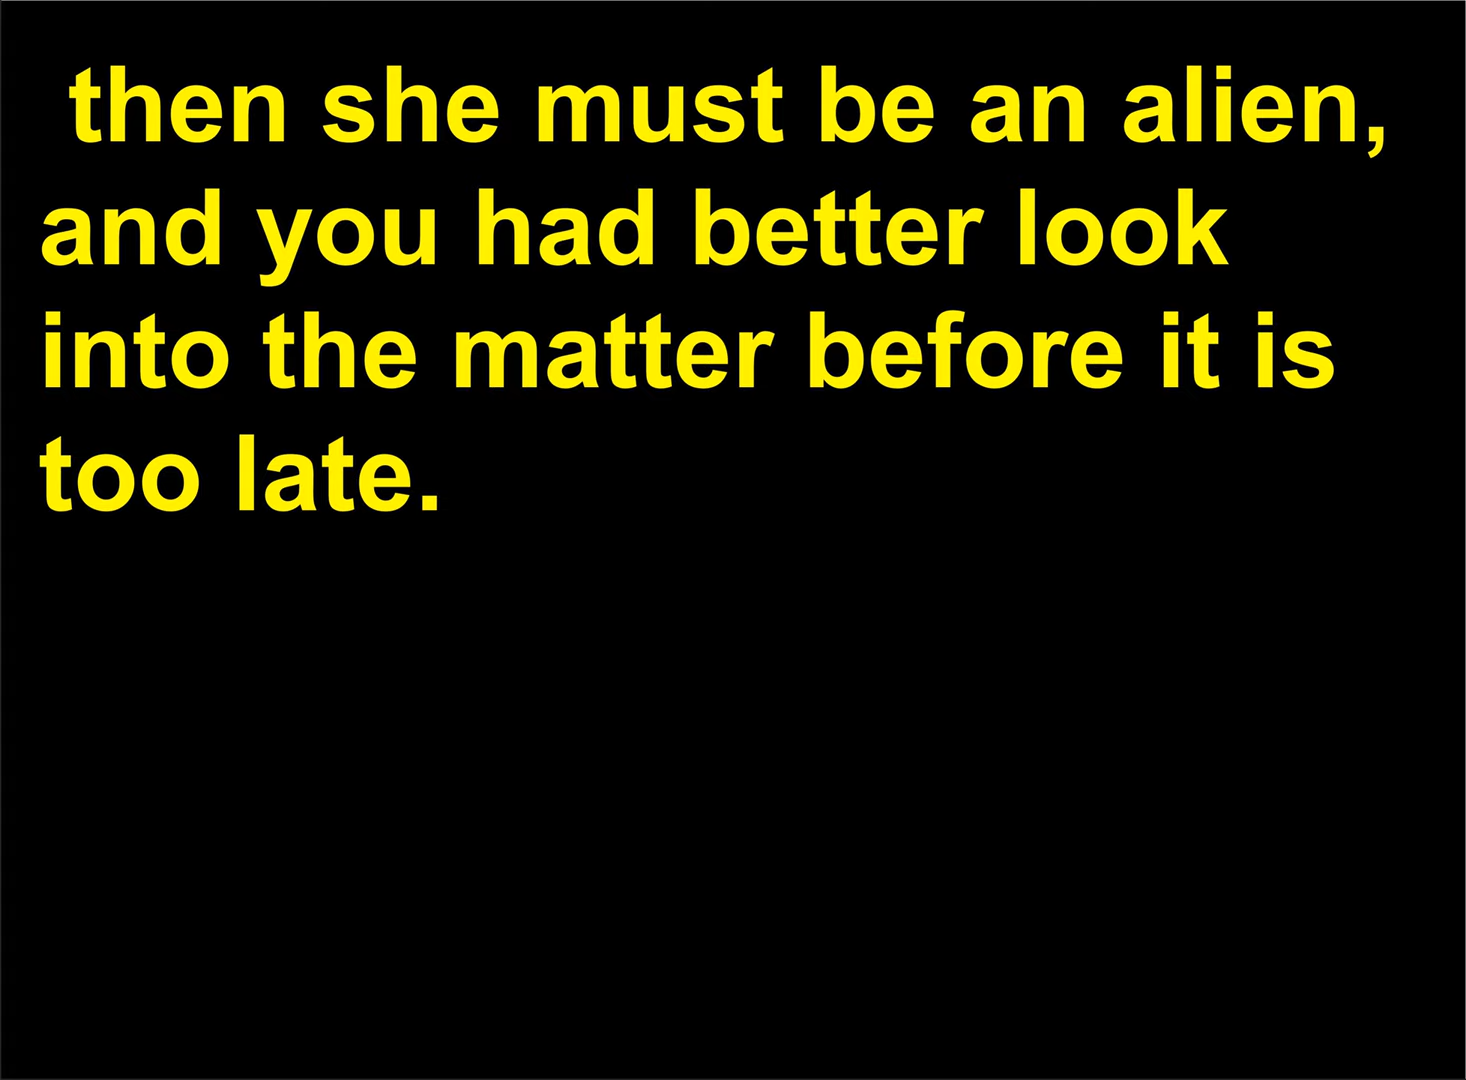 then she must be an alien,
and you had better look
into the matter before it is
too late.